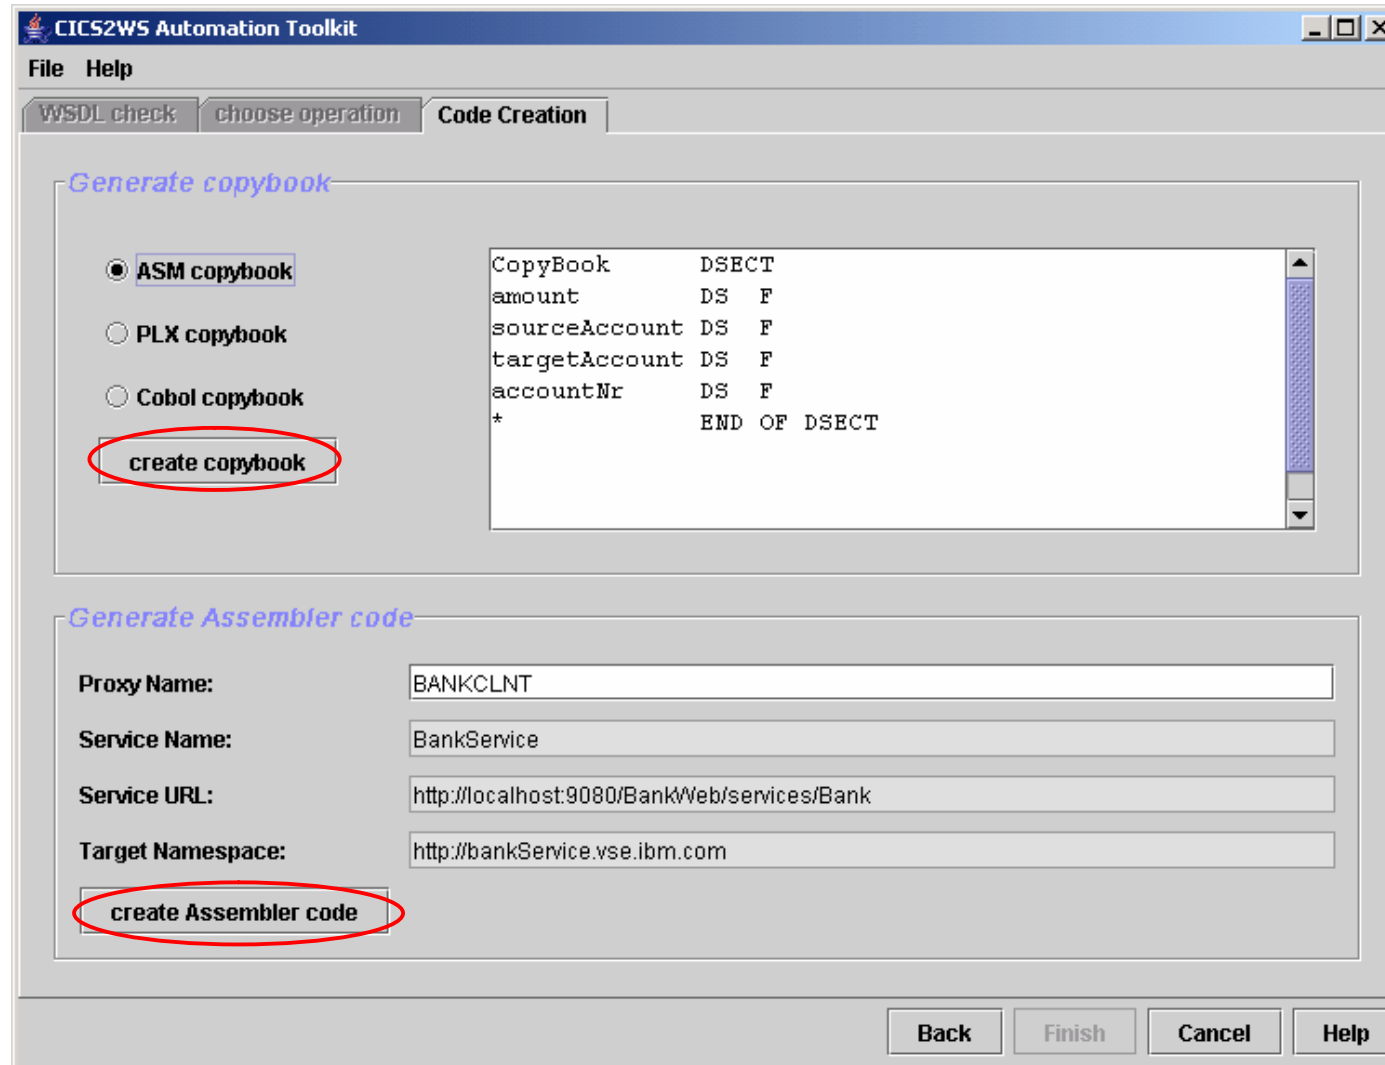 CICS2WS Automation Toolkit
File Help
WSDL check choose operation Code Creation
Generate copybook
ASM copybook
PLX copybook
Cobol copybook
create copybook
CopyBook DSECT
amount DS F
sourceAccount DS F
targetAccount DS F
accountNr DS F
* END OF DSECT
Generate Assembler code
Proxy Name: BANKCLNT
Service Name: BankService
Service URL: http://localhost:9080/BankWeb/services/Bank
Target Namespace: http://bankService.vse.ibm.com
create Assembler code
Back Finish Cancel Help